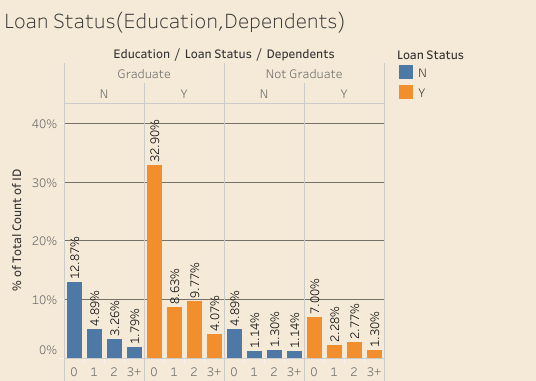 Loan Status(Education,Dependents)
Education / Loan Status / Dependents
Loan Status
Graduate Not Graduate
N
Y
N Y N Y
40%
30%
20%
10%
0%
% of Total Count of ID
12.87%
4.89%
3.26%
1.79%
32.90%
8.63%
9.77%
4.07%
4.89%
1.14%
1.30%
1.14%
7.00%
2.28%
2.77%
1.30%
0 1 2 3+ 0 1 2 3+ 0 1 2 3+ 0 1 2 3+